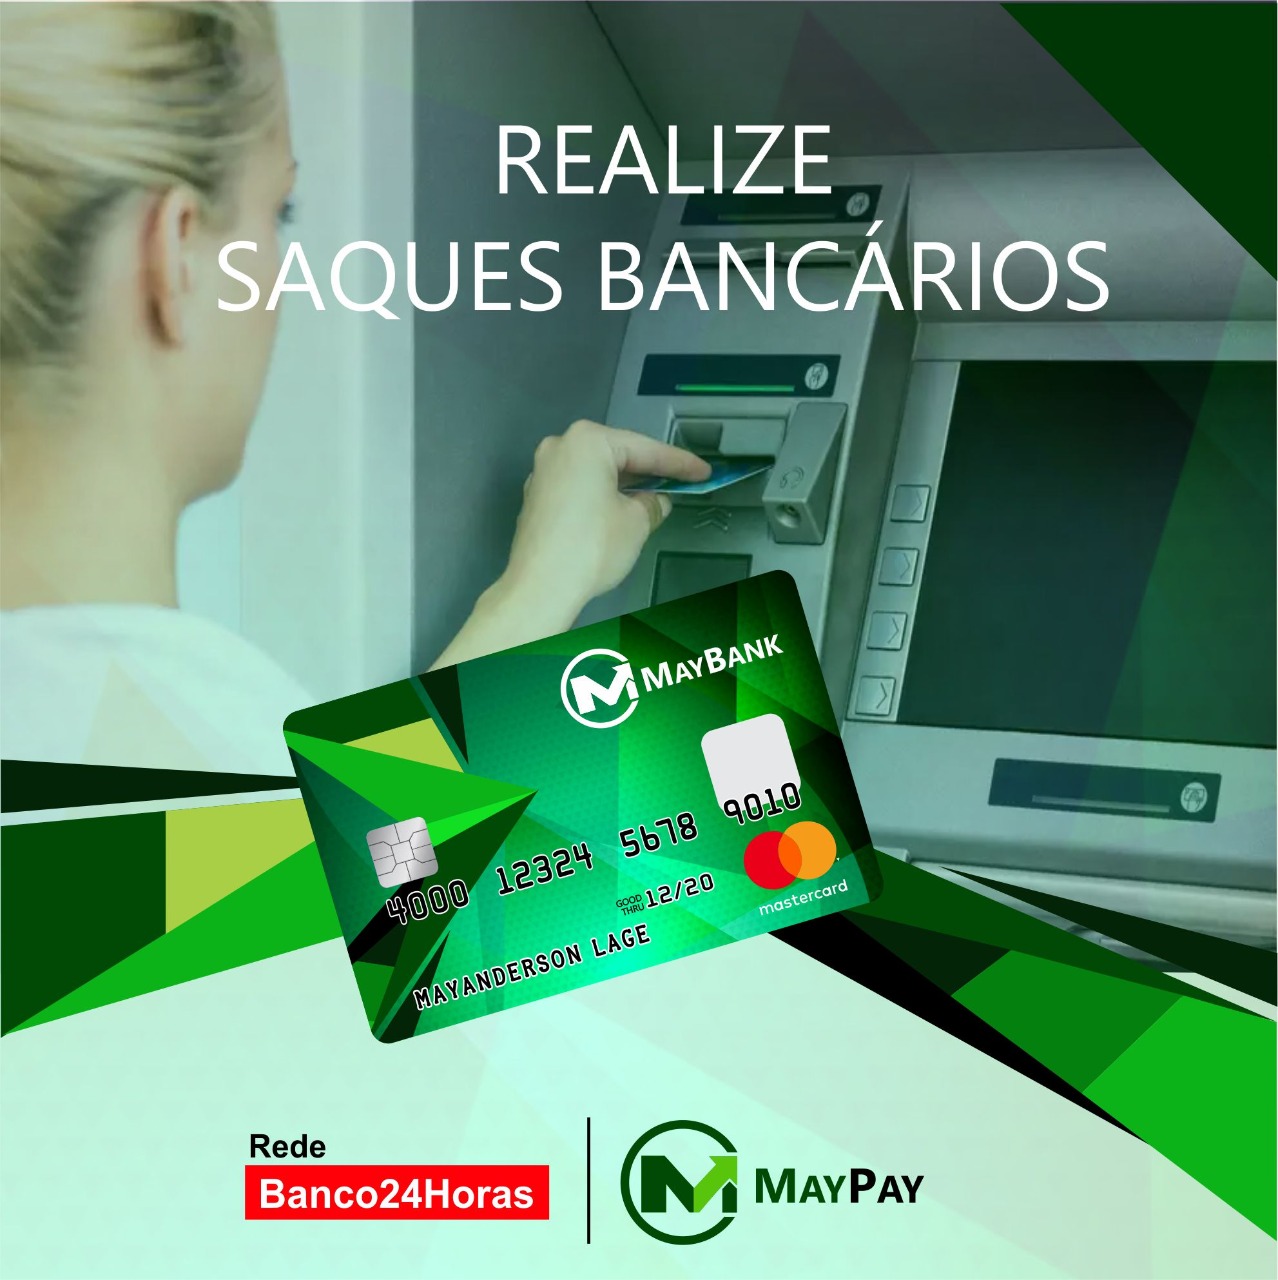 REALIZE
SAQUES BANCÁRIOS
MAYBANK
4000 12324 5678 9010
GOOD
THRU 12/20
mastercard
MAYANDERSON LAGE
Rede
Banco24Horas
MAYPAY